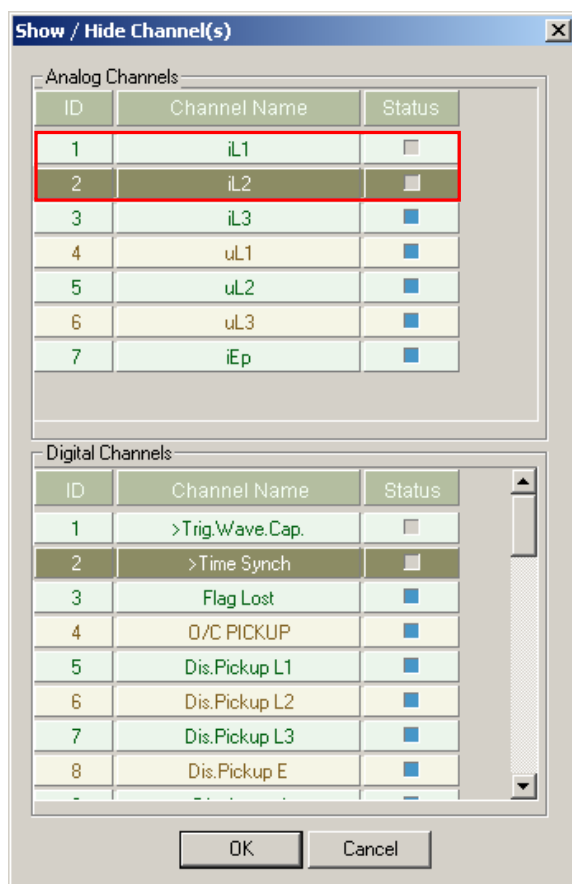 Show / Hide Channel(s)
Analog Channels
ID Channel Name Status
1 iL1
2 iL2
3 iL3
4 uL1
5 uL2
6 uL3
7 iEp
Digital Channels
ID Channel Name Status
1 >Trig.Wave.Cap.
2 >Time Synch
3 Flag Lost
4 O/C PICKUP
5 Dis.Pickup L1
6 Dis.Pickup L2
7 Dis.Pickup L3
8 Dis.Pickup E
OK Cancel